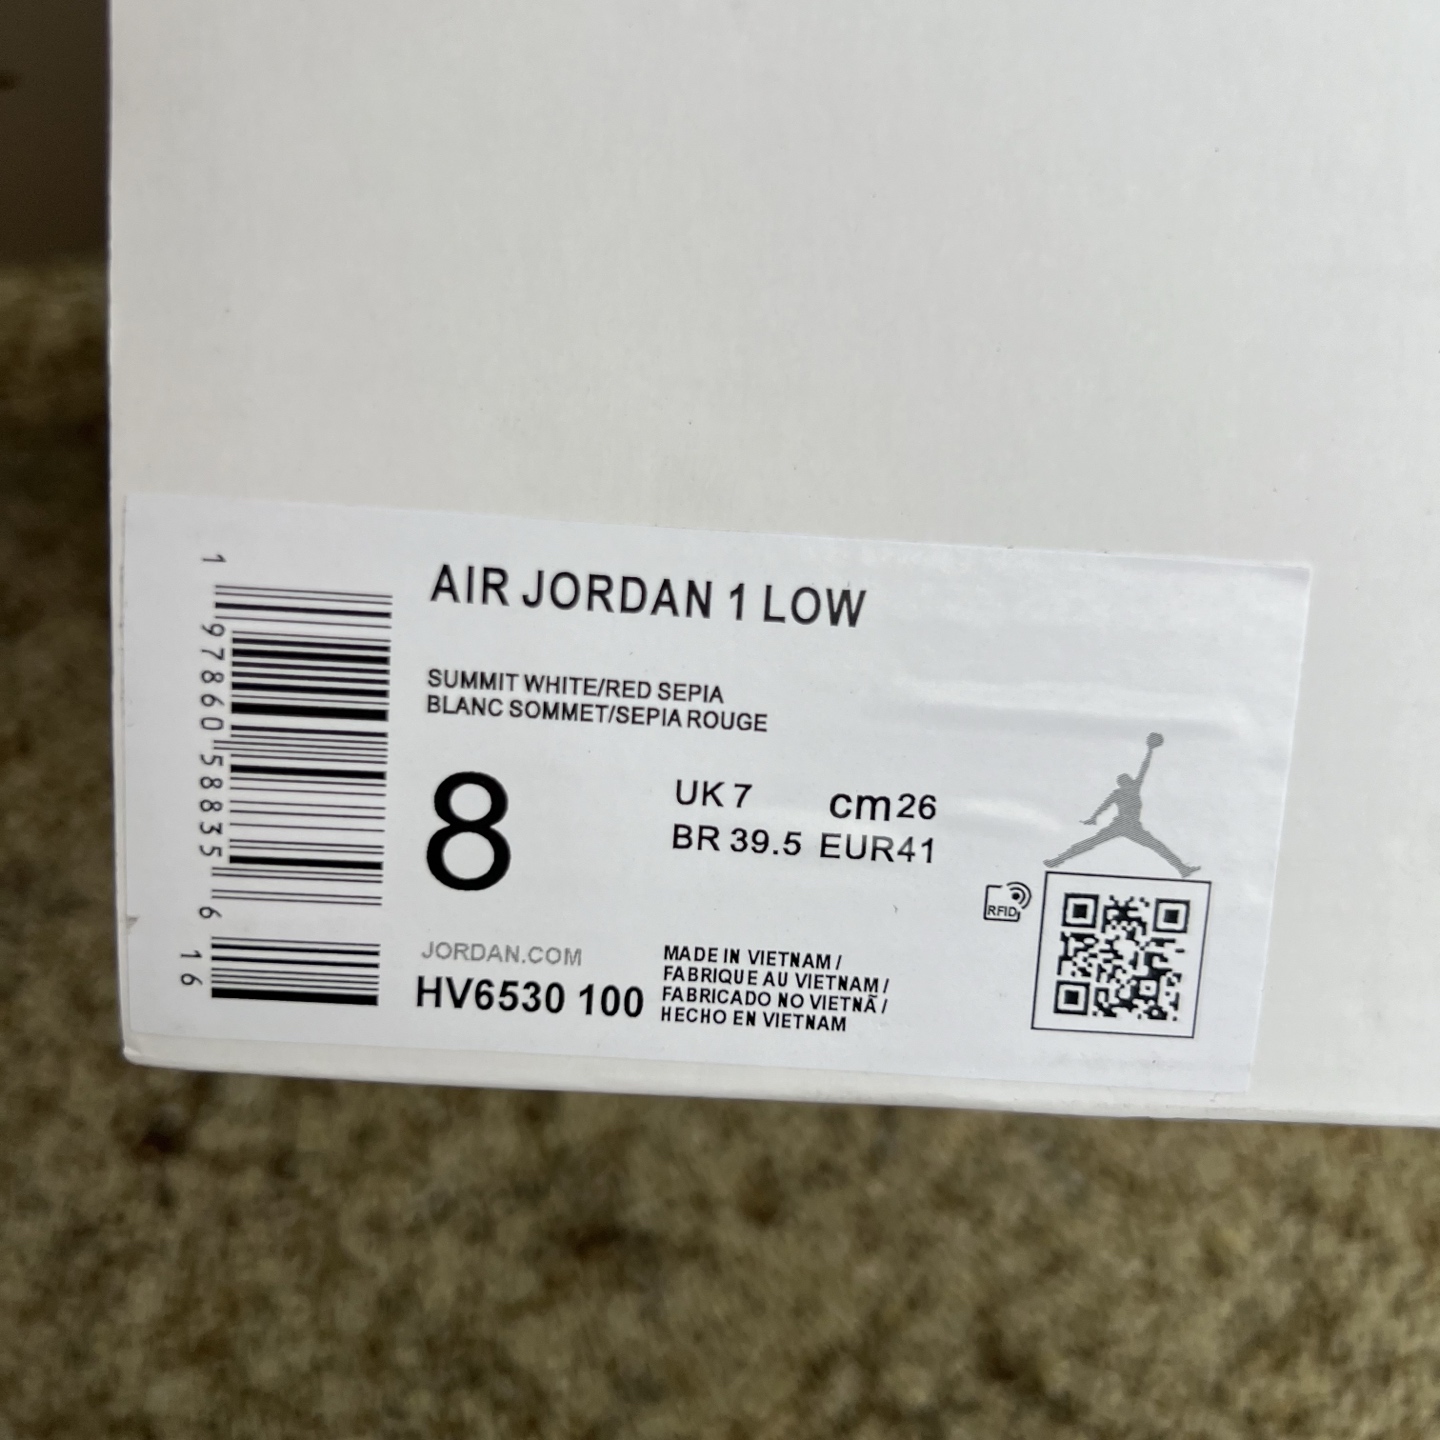 AIR JORDAN 1 LOW
SUMMIT WHITE/RED SEPIA
BLANC SOMMET/SEPIA ROUGE
8
UK 7 cm 26
BR 39.5 EUR 41
RFID
JORDAN.COM
HV6530 100
MADE IN VIETNAM /
FABRIQUE AU VIETNAM /
FABRICADO NO VIETNÃ /
HECHO EN VIETNAM
1 97860 58835 6
16